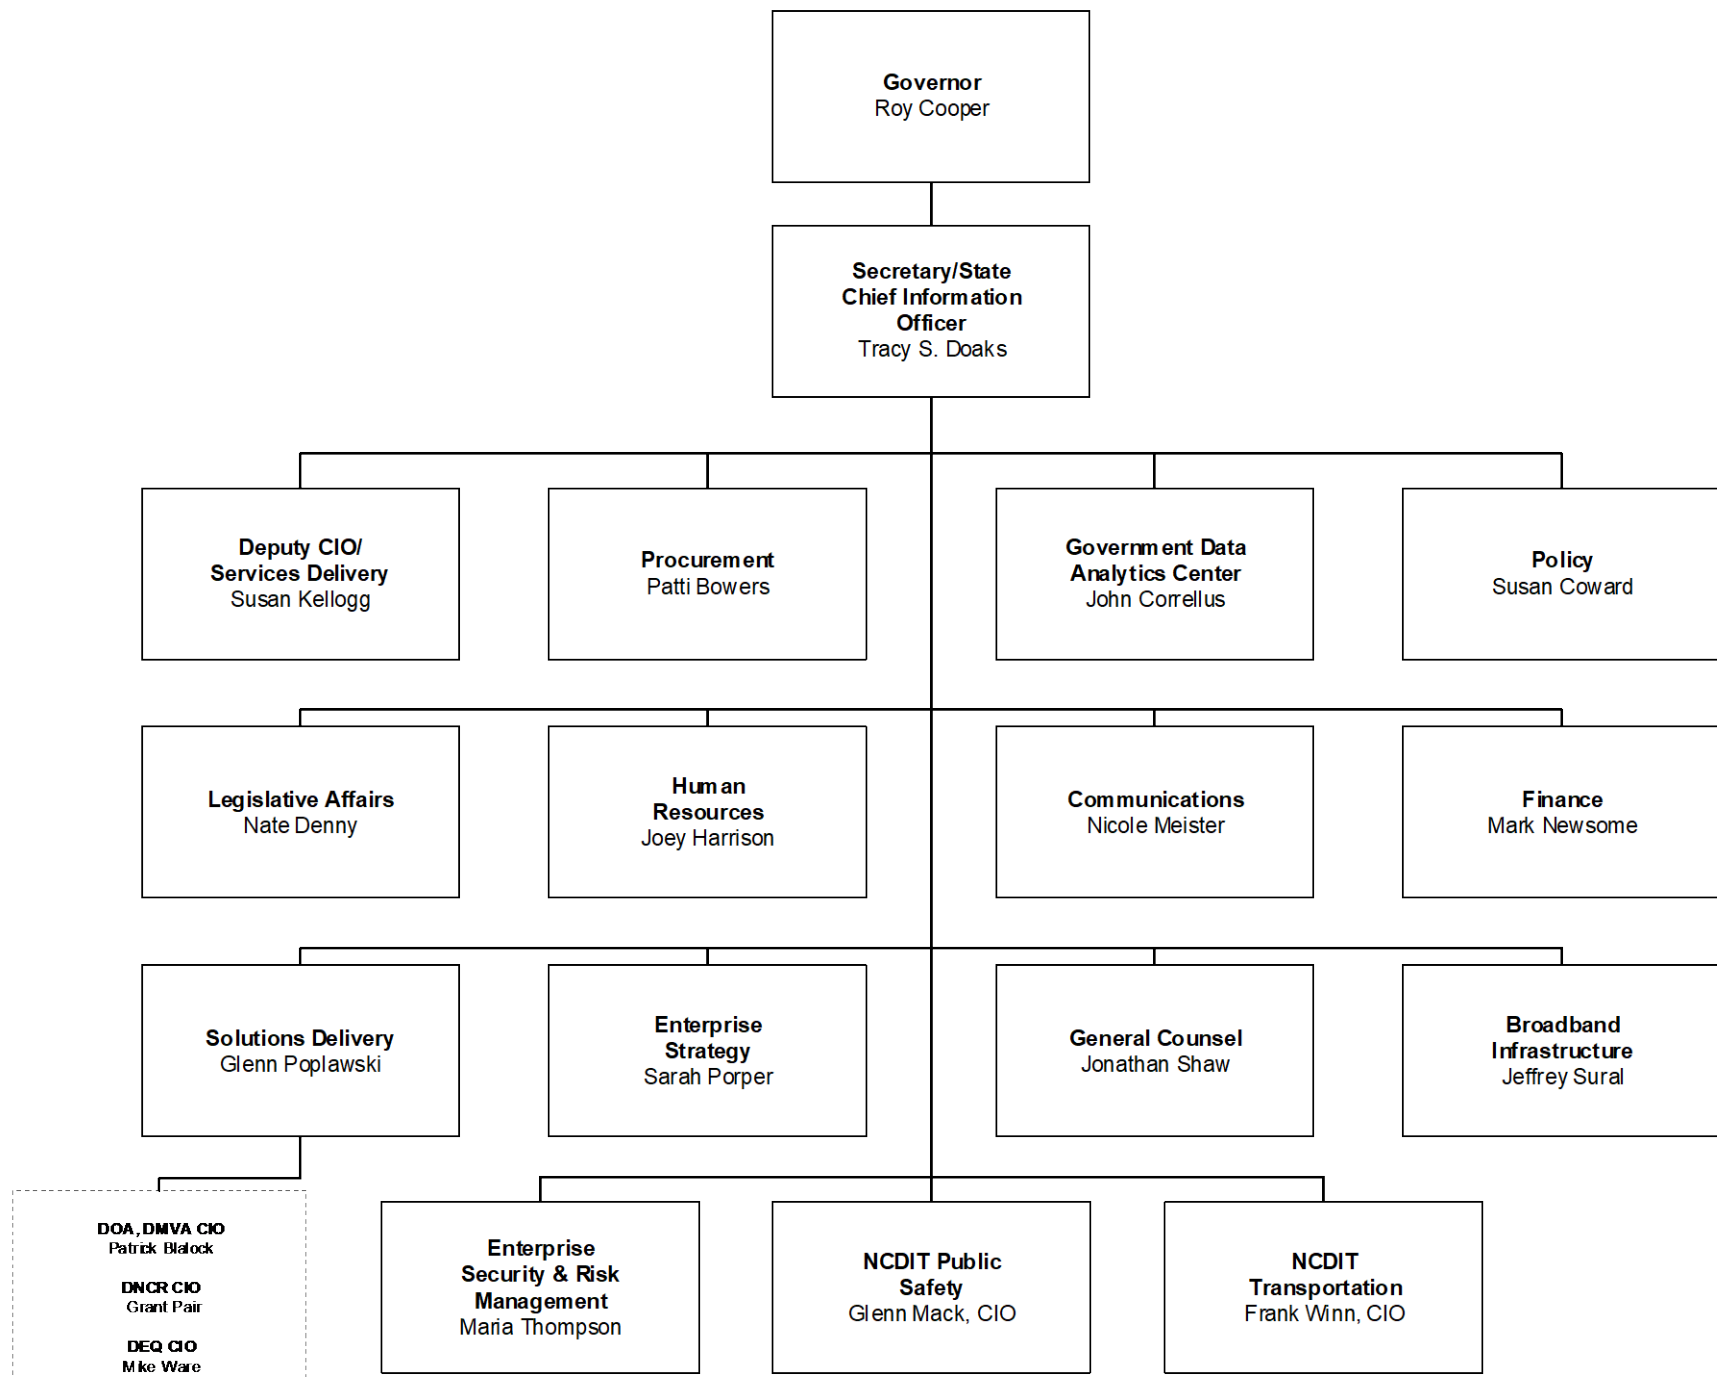 Governor
Roy Cooper
Secretary/State
Chief Information
Officer
Tracy S. Doaks
Deputy CIO/
Services Delivery
Susan Kellogg
Procurement
Patti Bowers
Government Data
Analytics Center
John Correllus
Policy
Susan Coward
Legislative Affairs
Nate Denny
Human
Resources
Joey Harrison
Communications
Nicole Meister
Finance
Mark Newsome
Solutions Delivery
Glenn Poplawski
Enterprise
Strategy
Sarah Porper
General Counsel
Jonathan Shaw
Broadband
Infrastructure
Jeffrey Sural
DOA, DMVA CIO
Patrick Blalock
DNCR CIO
Grant Pair
DEQ CIO
Mike Ware
Enterprise
Security & Risk
Management
Maria Thompson
NCDIT Public
Safety
Glenn Mack, CIO
NCDIT
Transportation
Frank Winn, CIO